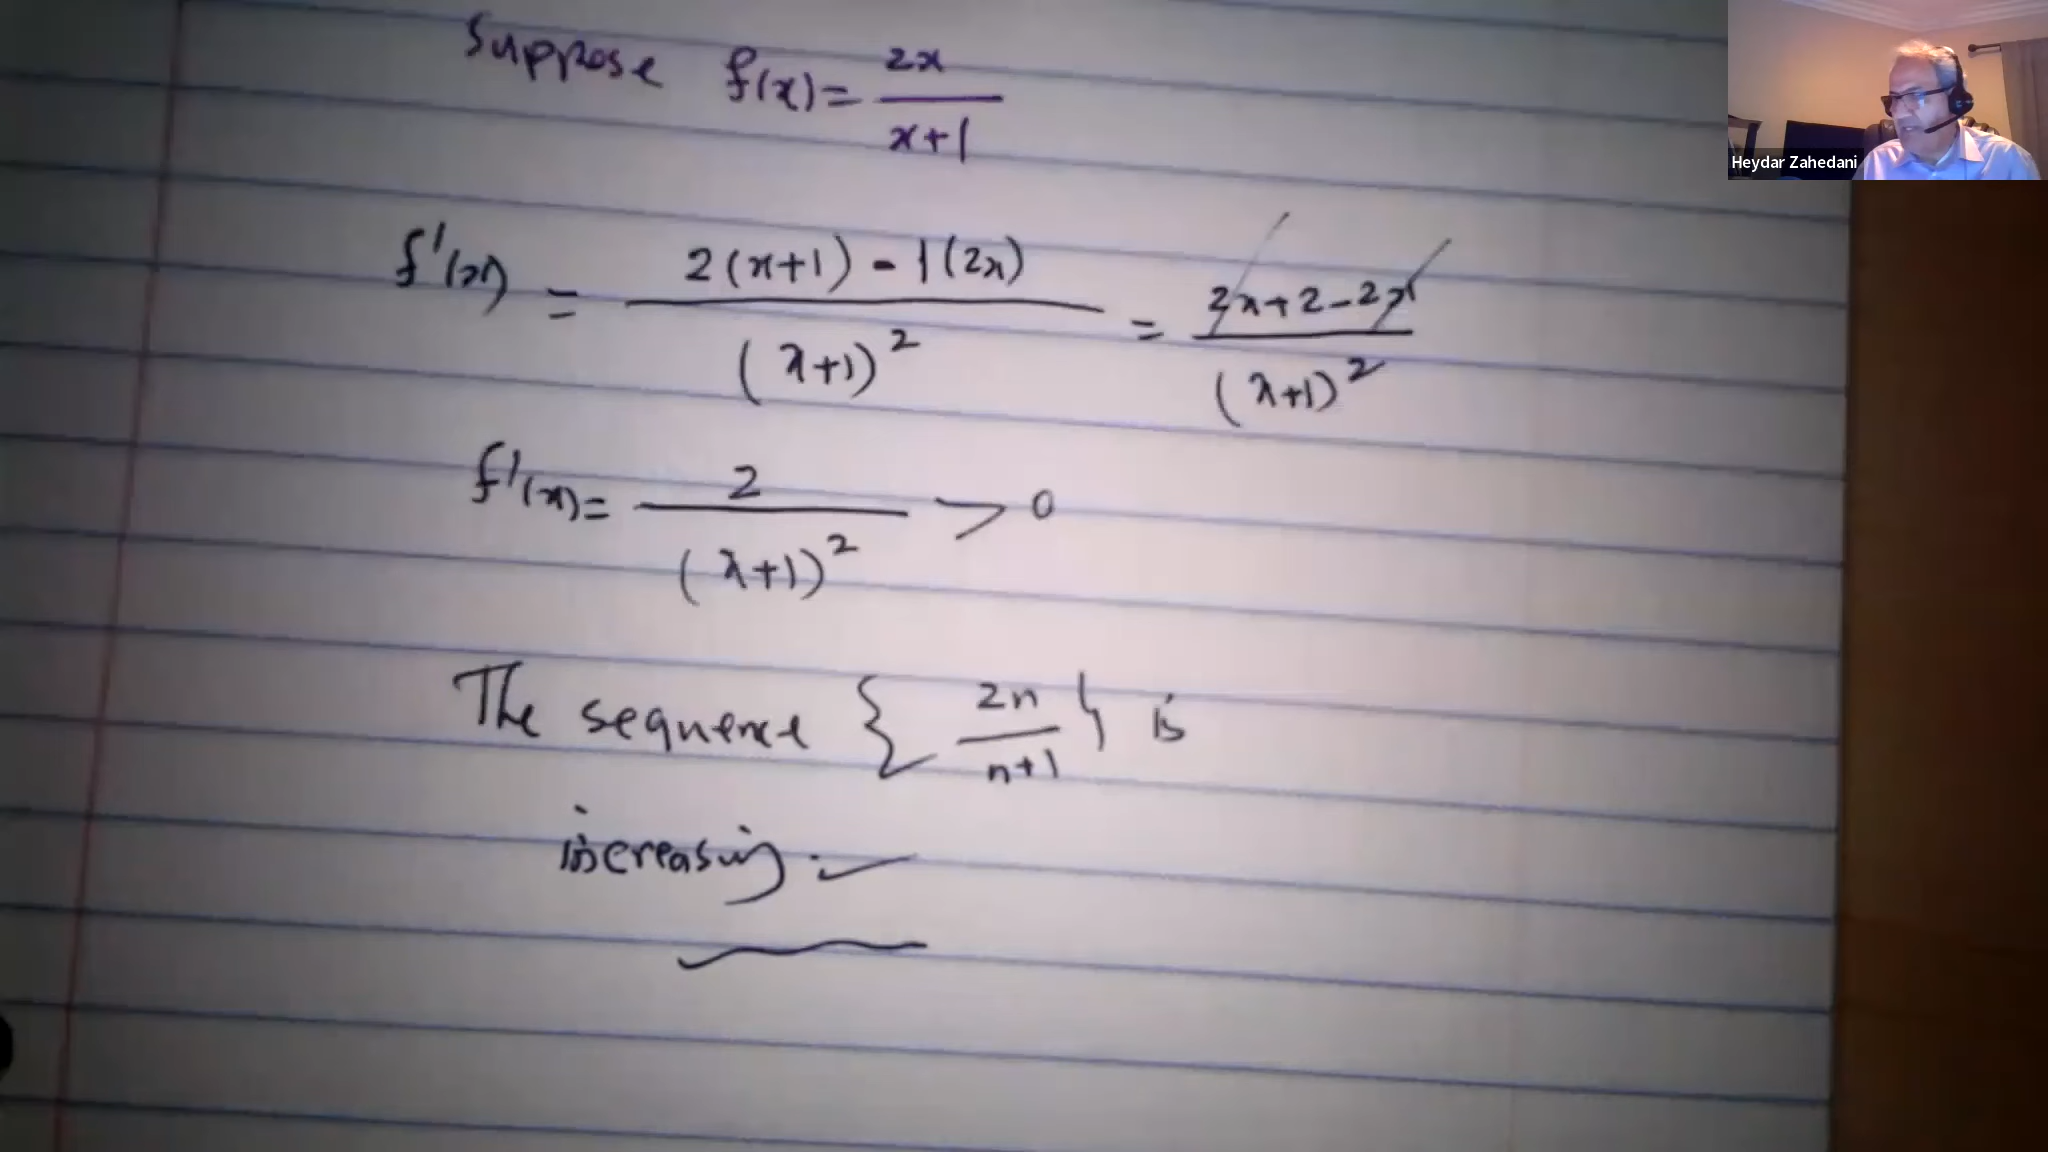 Suppose f(x) = 2x / x+1
Heydar Zahedani
f'(x) = 2(x+1) - 1(2x) / (x+1)² = 2x+2-2x / (x+1)²
f'(x) = 2 / (x+1)² > 0
The sequence { 2n / n+1 } is
increasing.